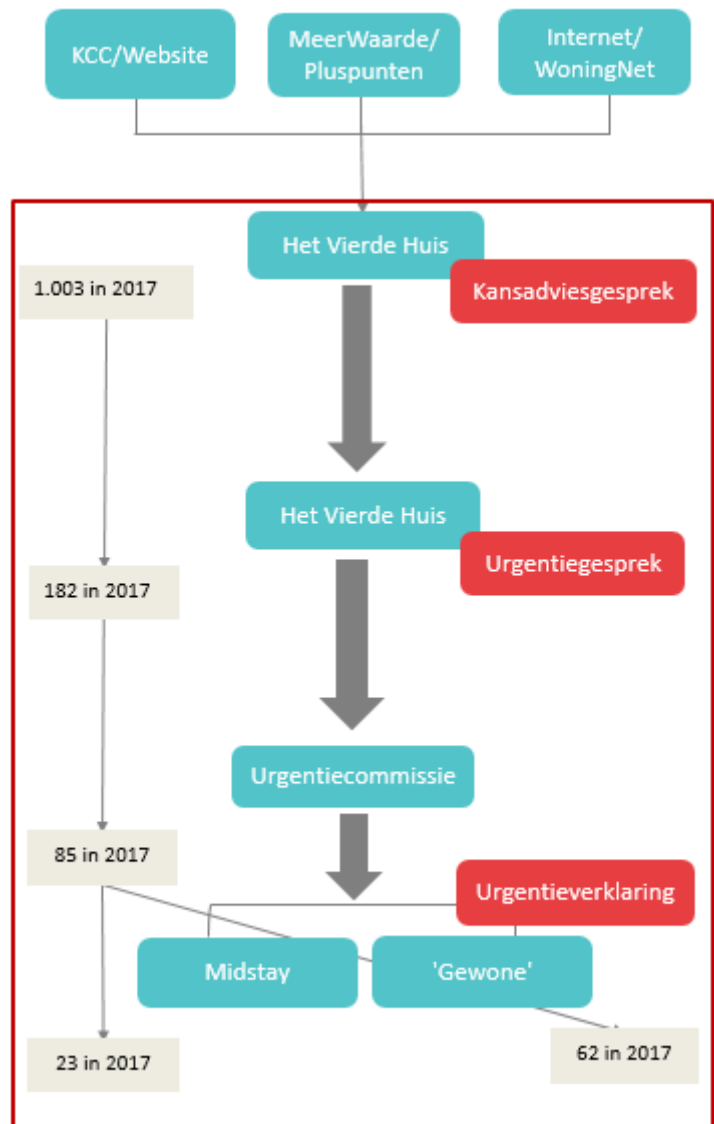 KCC/Website
MeerWaarde/
Pluspunten
Internet/
WoningNet
Het Vierde Huis
Kansadviesgesprek
1.003 in 2017
Het Vierde Huis
Urgentiegesprek
182 in 2017
Urgentiecommissie
85 in 2017
Urgentieverklaring
Midstay
'Gewone'
23 in 2017
62 in 2017